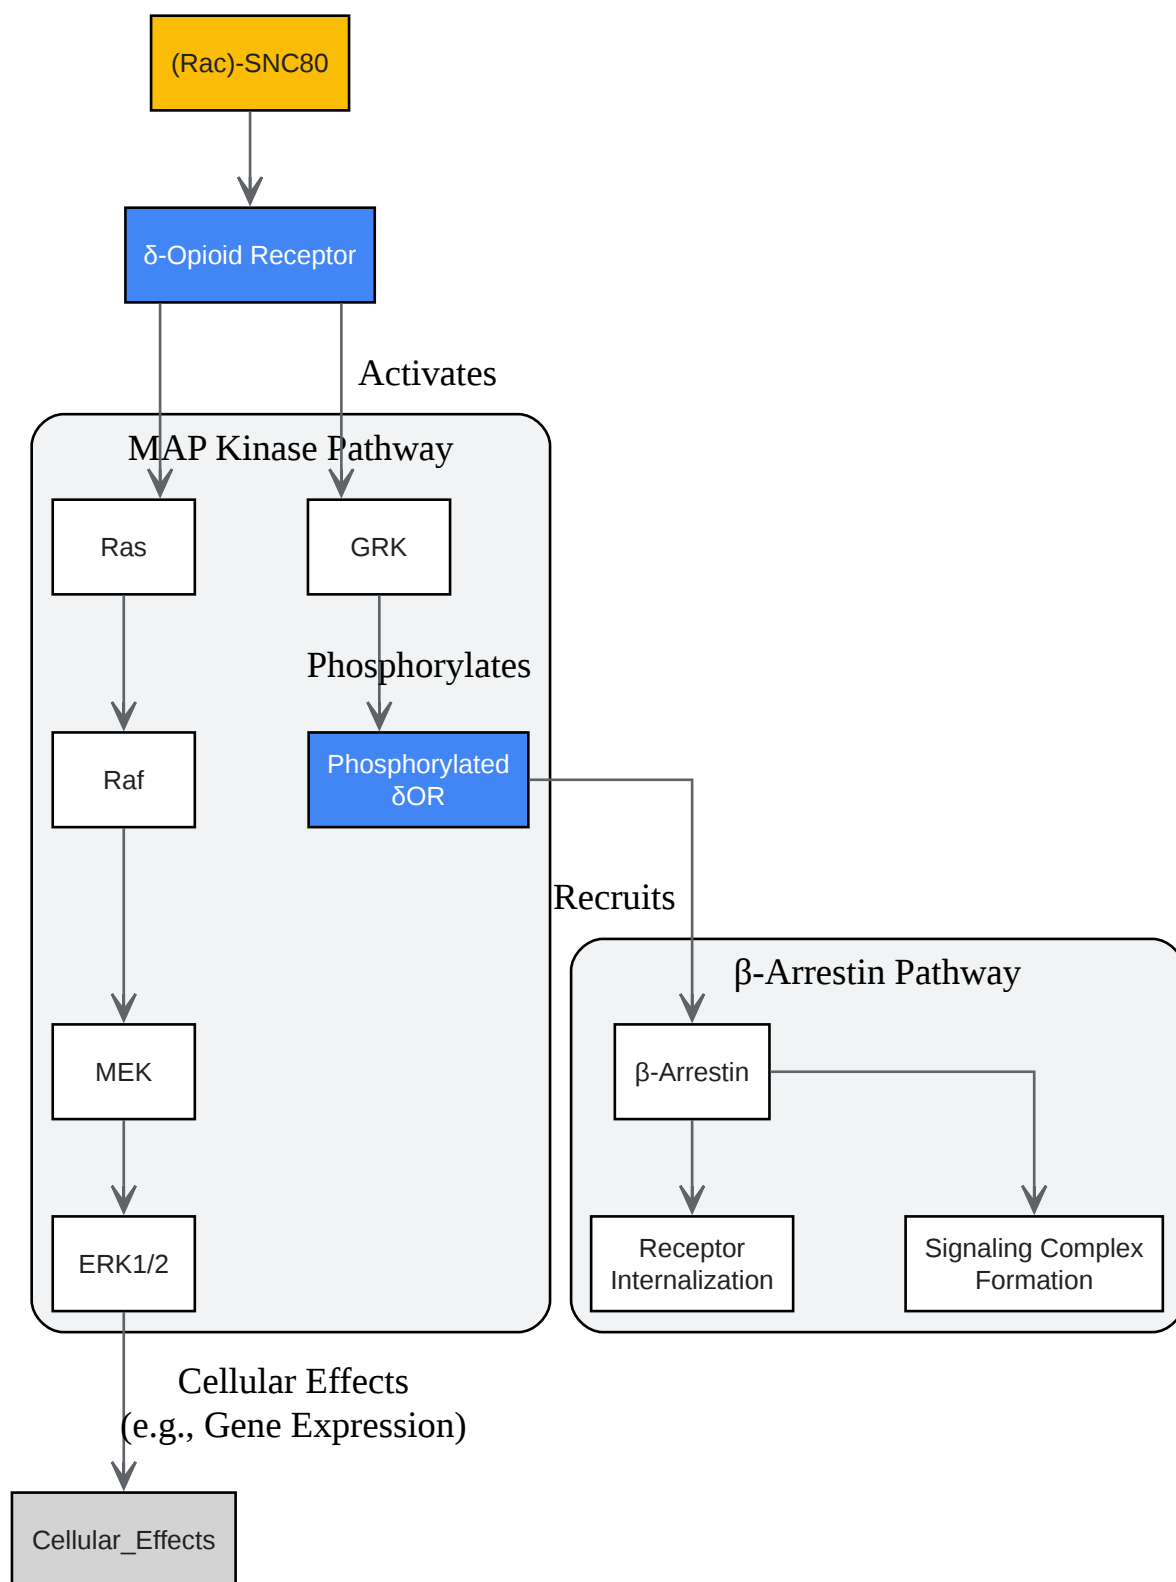 (Rac)-SNC80
δ-Opioid Receptor
Activates
MAP Kinase Pathway
Ras
GRK
Phosphorylates
Raf
Phosphorylated
δOR
Recruits
β-Arrestin Pathway
MEK
β-Arrestin
ERK1/2
Receptor
Internalization
Signaling Complex
Formation
Cellular Effects
(e.g., Gene Expression)
Cellular_Effects